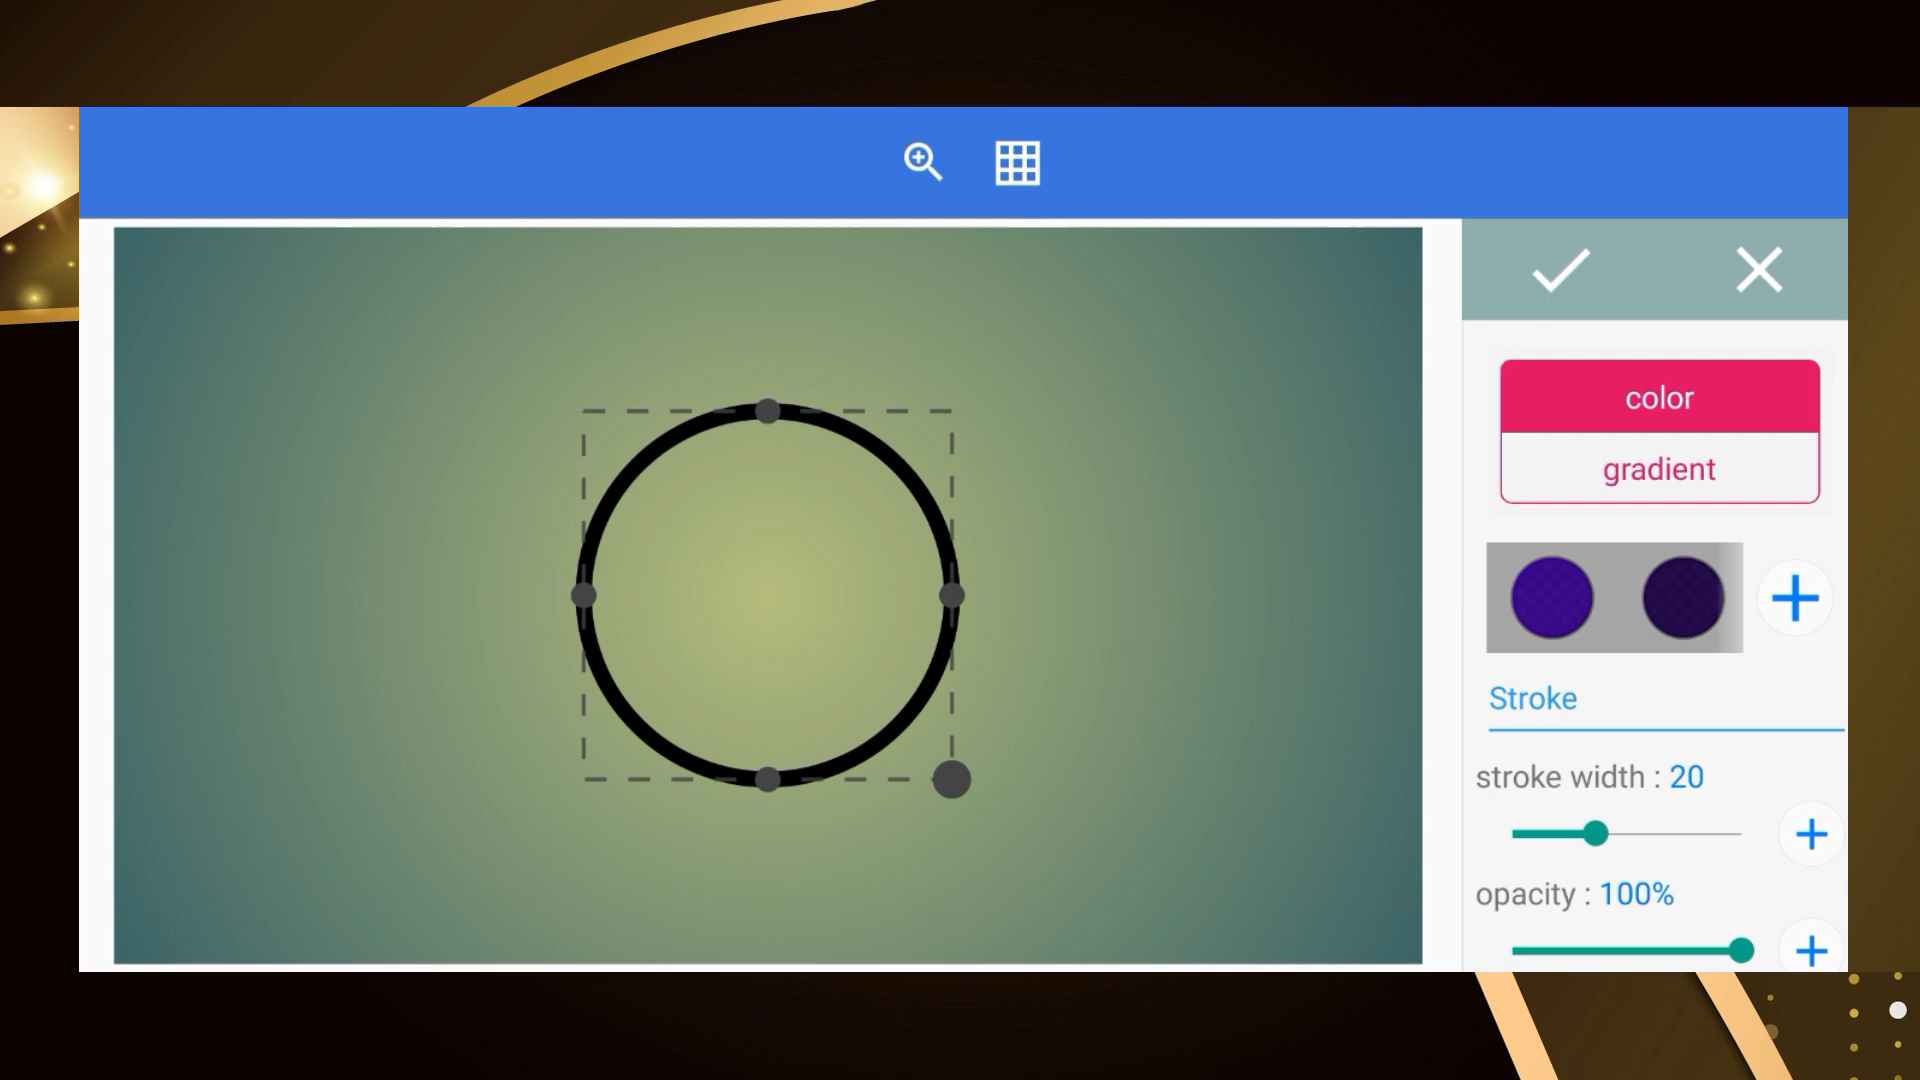 color
gradient
Stroke
stroke width : 20
opacity : 100%